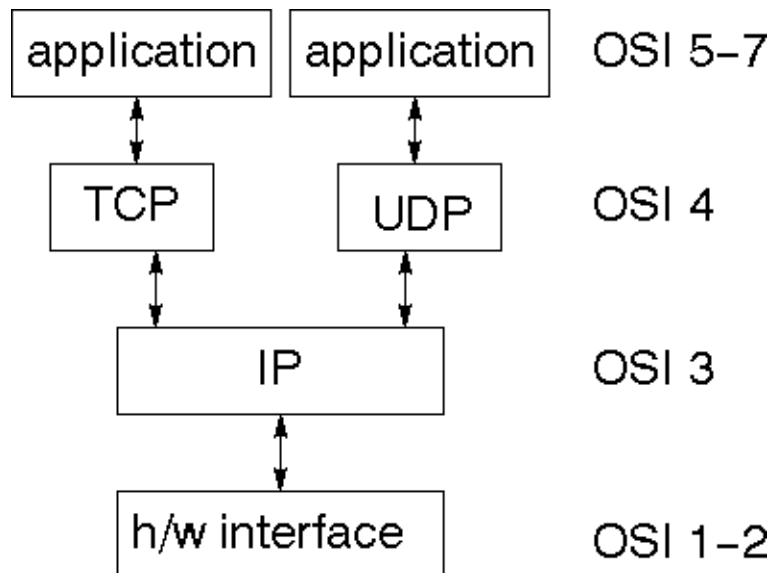 application application OSI 5–7
TCP UDP OSI 4
IP OSI 3
h/w interface OSI 1–2